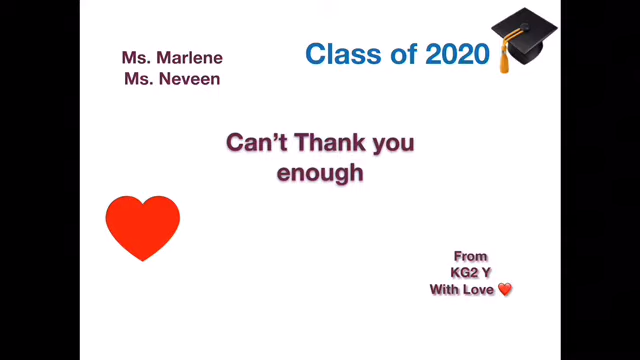 Class of 2020
Ms. Marlene
Ms. Neveen
Can't Thank you
enough
From
KG2 Y
With Love ❤️